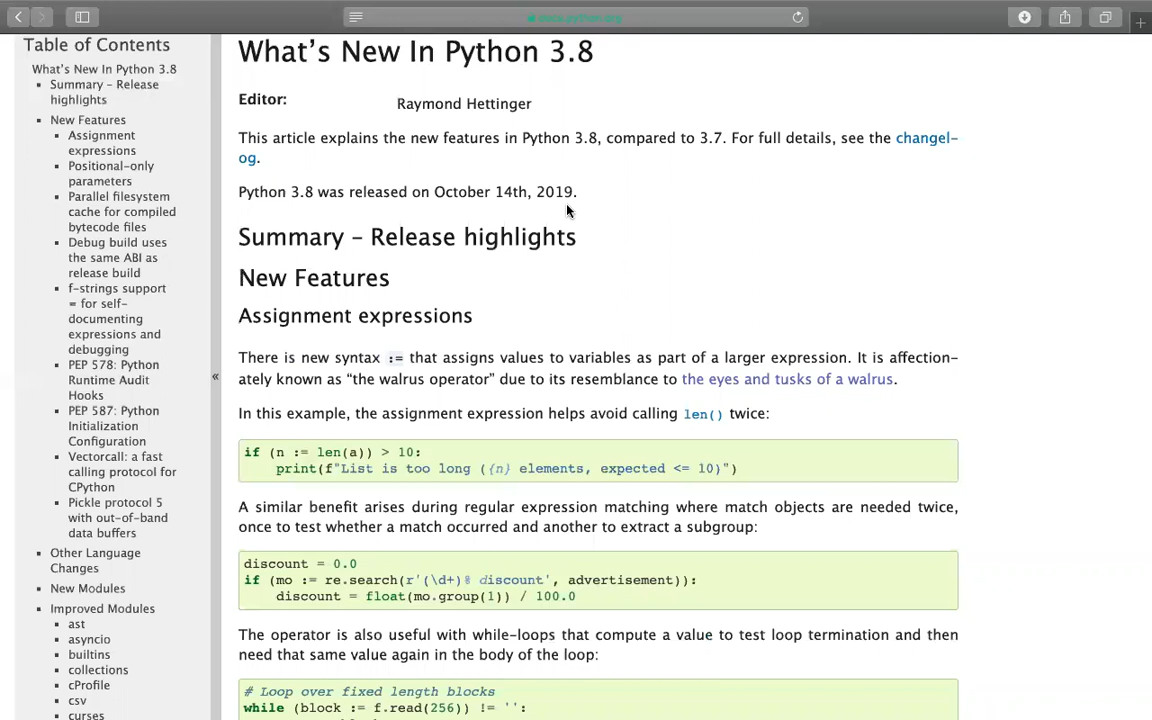 docs.python.org
Table of Contents
What's New In Python 3.8
Summary – Release
highlights
New Features
Assignment
expressions
Positional-only
parameters
Parallel filesystem
cache for compiled
bytecode files
Debug build uses
the same ABI as
release build
f-strings support
= for self-
documenting
expressions and
debugging
PEP 578: Python
Runtime Audit
Hooks
PEP 587: Python
Initialization
Configuration
Vectorcall: a fast
calling protocol for
CPython
Pickle protocol 5
with out-of-band
data buffers
Other Language
Changes
New Modules
Improved Modules
ast
asyncio
builtins
collections
cProfile
csv
curses
«
What's New In Python 3.8
Editor: Raymond Hettinger
This article explains the new features in Python 3.8, compared to 3.7. For full details, see the changel-
og.
Python 3.8 was released on October 14th, 2019.
Summary – Release highlights
New Features
Assignment expressions
There is new syntax := that assigns values to variables as part of a larger expression. It is affection-
ately known as “the walrus operator” due to its resemblance to the eyes and tusks of a walrus.
In this example, the assignment expression helps avoid calling len() twice:
if (n := len(a)) > 10:
    print(f"List is too long ({n} elements, expected <= 10)")
A similar benefit arises during regular expression matching where match objects are needed twice,
once to test whether a match occurred and another to extract a subgroup:
discount = 0.0
if (mo := re.search(r'(\d+)% discount', advertisement)):
    discount = float(mo.group(1)) / 100.0
The operator is also useful with while-loops that compute a value to test loop termination and then
need that same value again in the body of the loop:
# Loop over fixed length blocks
while (block := f.read(256)) != '':